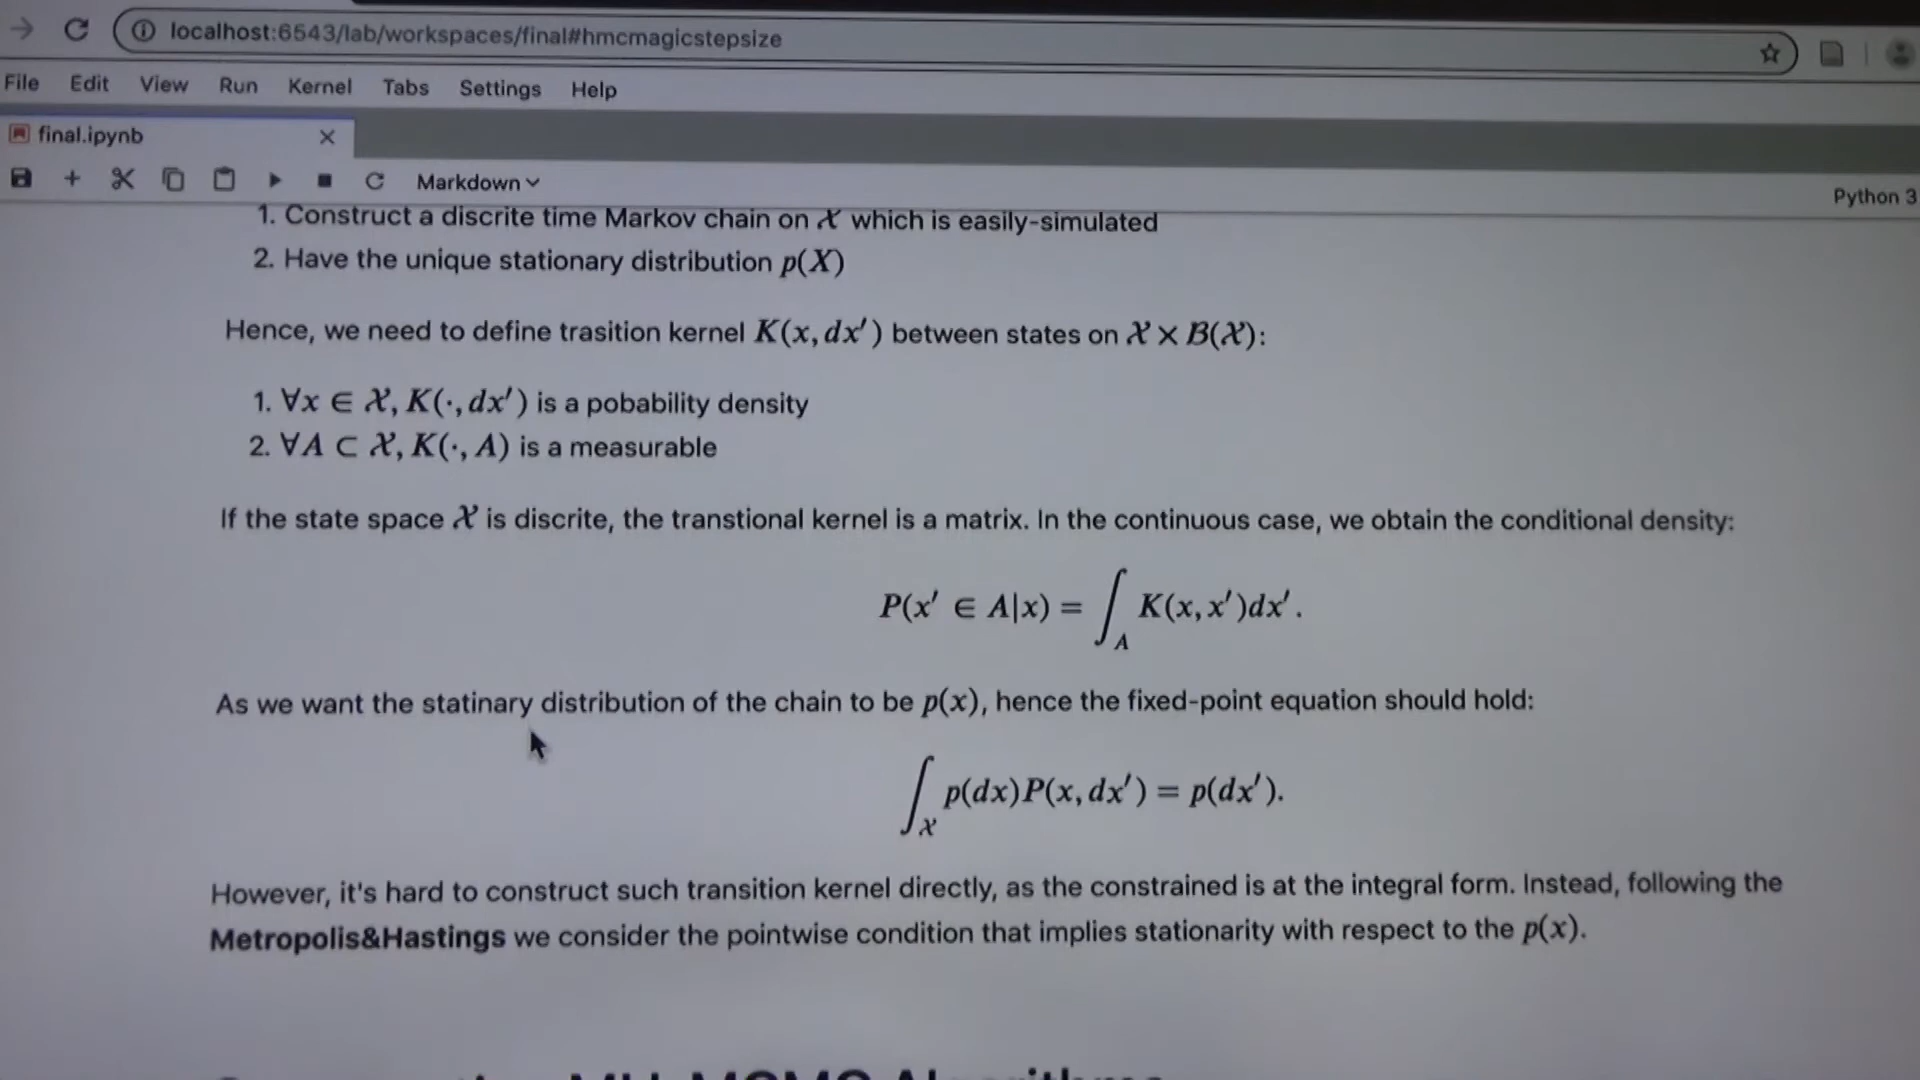 localhost:6543/lab/workspaces/final#hmcmagicstepsize
File Edit View Run Kernel Tabs Settings Help
final.ipynb
Markdown
Python 3
1. Construct a discrite time Markov chain on 𝒳 which is easily-simulated
2. Have the unique stationary distribution p(X)
Hence, we need to define trasition kernel K(x, dx′) between states on 𝒳 × ℬ(𝒳):
1. ∀x ∈ 𝒳, K(·, dx′) is a pobability density
2. ∀A ⊂ 𝒳, K(·, A) is a measurable
If the state space 𝒳 is discrite, the transtional kernel is a matrix. In the continuous case, we obtain the conditional density:
P(x′ ∈ A|x) = ∫_A K(x, x′)dx′.
As we want the statinary distribution of the chain to be p(x), hence the fixed-point equation should hold:
∫_𝒳 p(dx)P(x, dx′) = p(dx′).
However, it's hard to construct such transition kernel directly, as the constrained is at the integral form. Instead, following the
Metropolis&Hastings we consider the pointwise condition that implies stationarity with respect to the p(x).